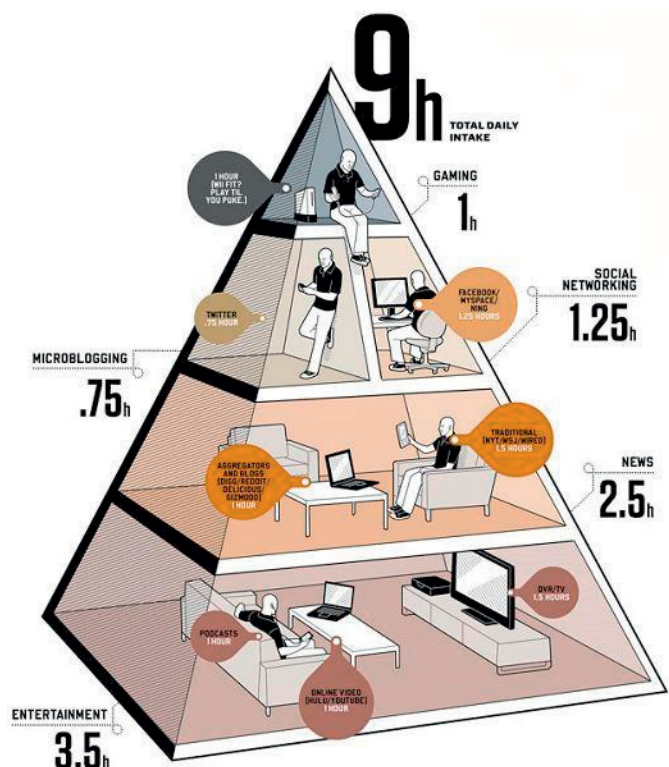 9h
TOTAL DAILY
INTAKE
1 HOUR
(WII FIT?
PLAY TIL
YOU PUKE.)
GAMING
1h
TWITTER
.75 HOUR
FACEBOOK/
MYSPACE/
NING
1.25 HOURS
SOCIAL
NETWORKING
1.25h
MICROBLOGGING
.75h
AGGREGATORS
AND BLOGS
(DIGG/REDDIT/
DELICIOUS/
GIZMODO)
1 HOUR
TRADITIONAL
(NYT/WSJ/WIRED)
1.5 HOURS
NEWS
2.5h
PODCASTS
1 HOUR
ONLINE VIDEO
(HULU/YOUTUBE)
1 HOUR
DVR/TV
1.5 HOURS
ENTERTAINMENT
3.5h